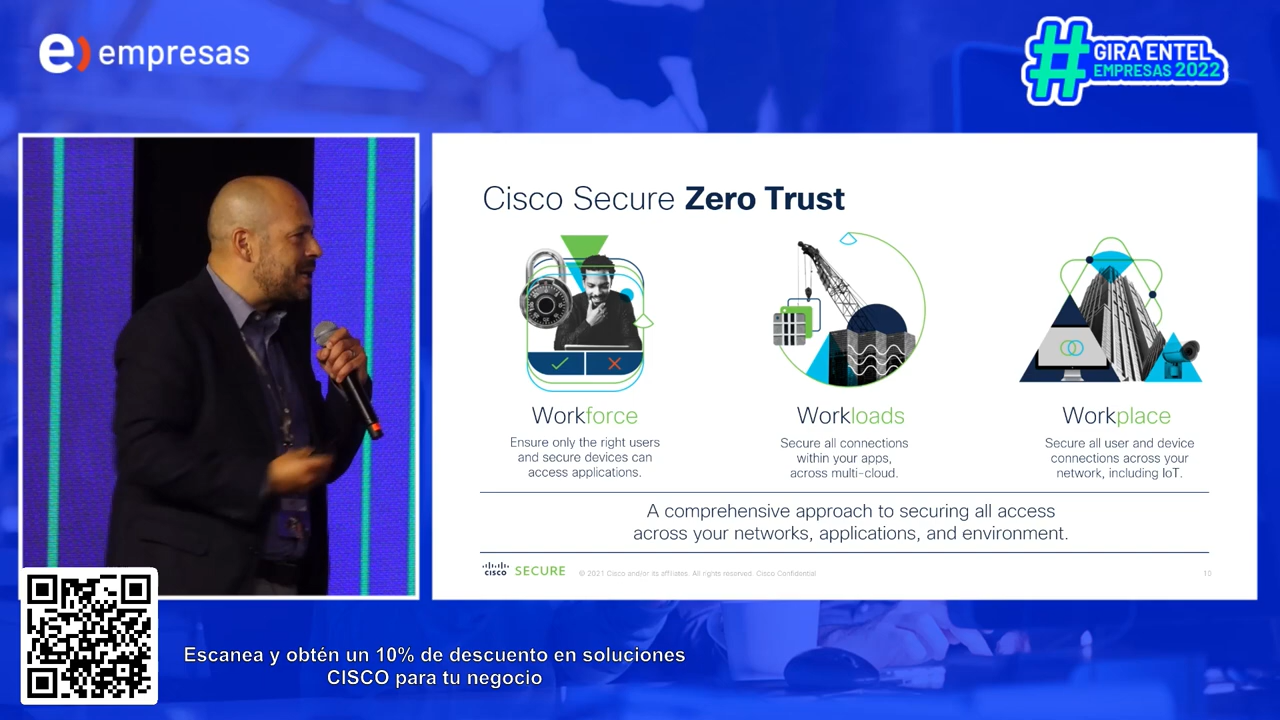 e) empresas
# GIRA ENTEL
EMPRESAS 2022
Cisco Secure Zero Trust
Workforce
Ensure only the right users
and secure devices can
access applications.
Workloads
Secure all connections
within your apps,
across multi-cloud.
Workplace
Secure all user and device
connections across your
network, including IoT.
A comprehensive approach to securing all access
across your networks, applications, and environment.
CISCO SECURE © 2021 Cisco and/or its affiliates. All rights reserved. Cisco Confidential 10
Escanea y obtén un 10% de descuento en soluciones
CISCO para tu negocio